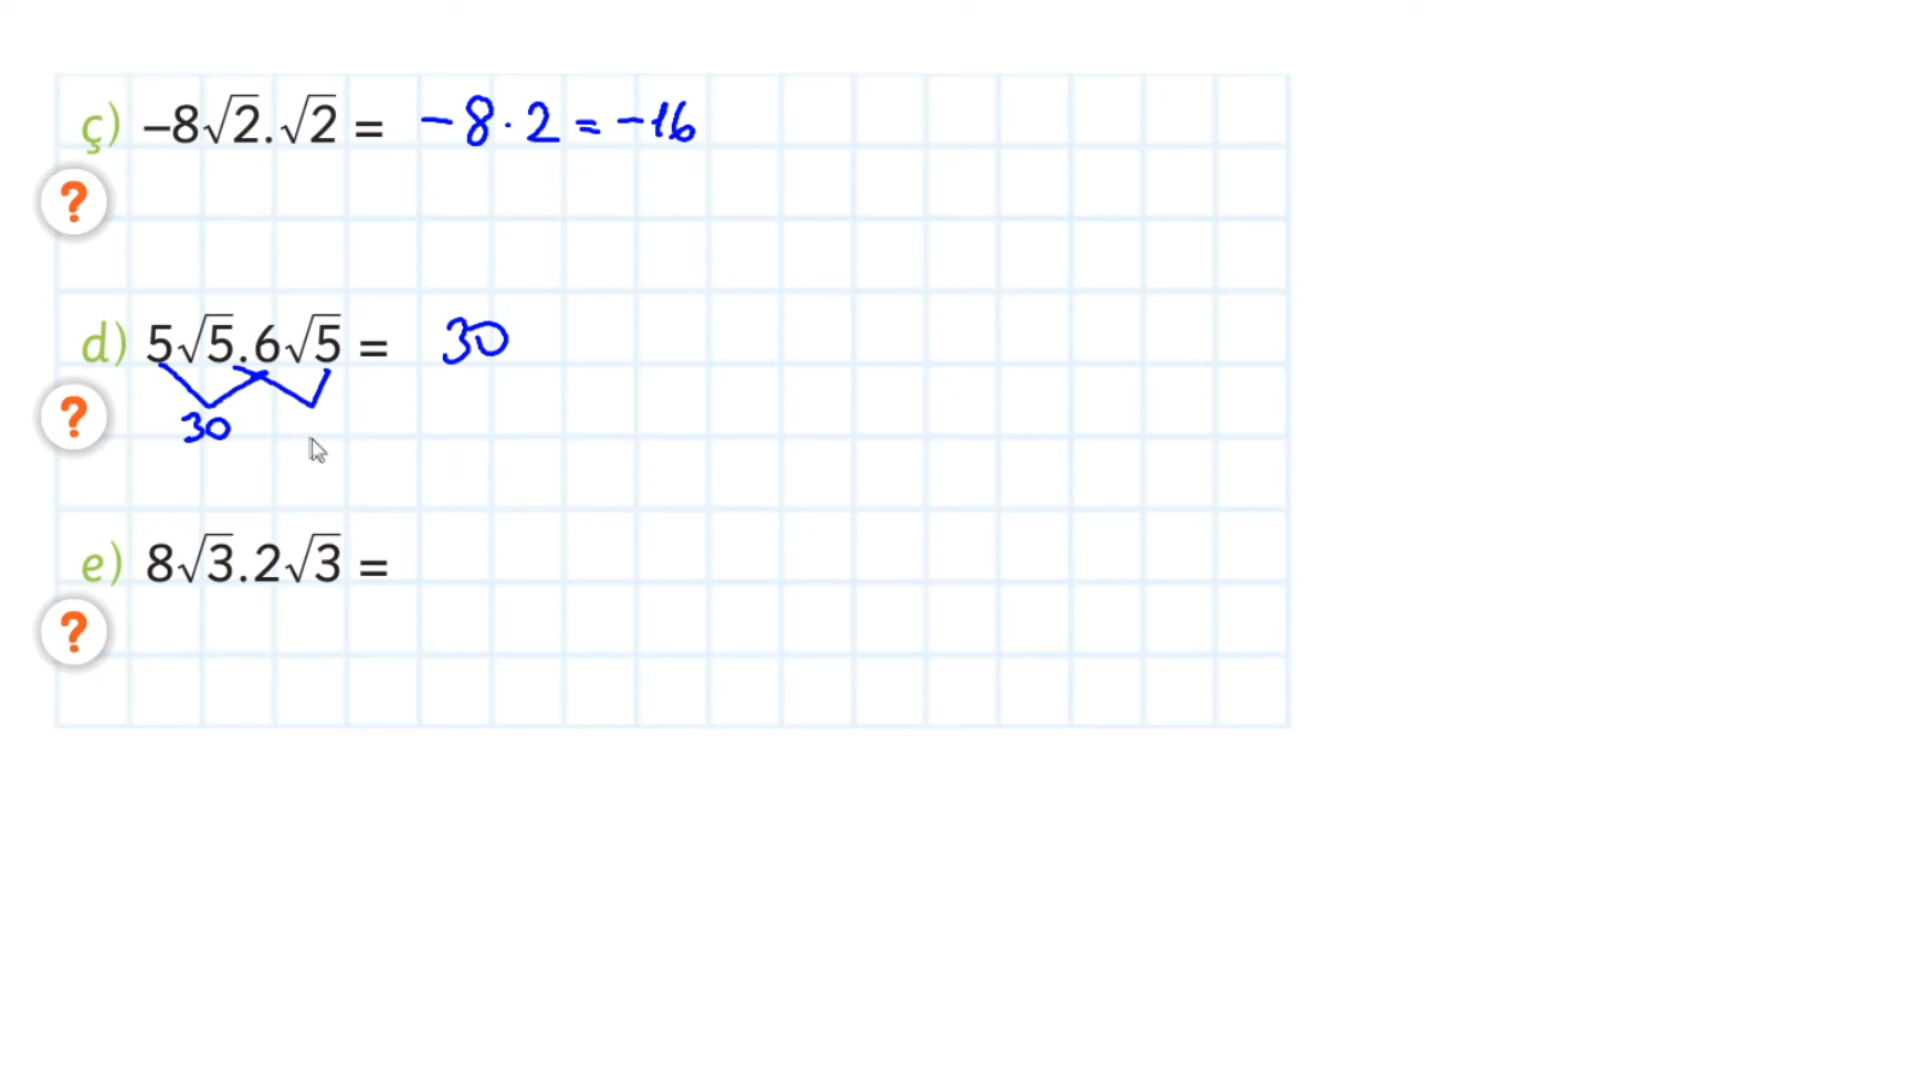 ç) –8√2.√2 = -8·2=-16
?
d) 5√5.6√5 = 30
30
?
e) 8√3.2√3 =
?